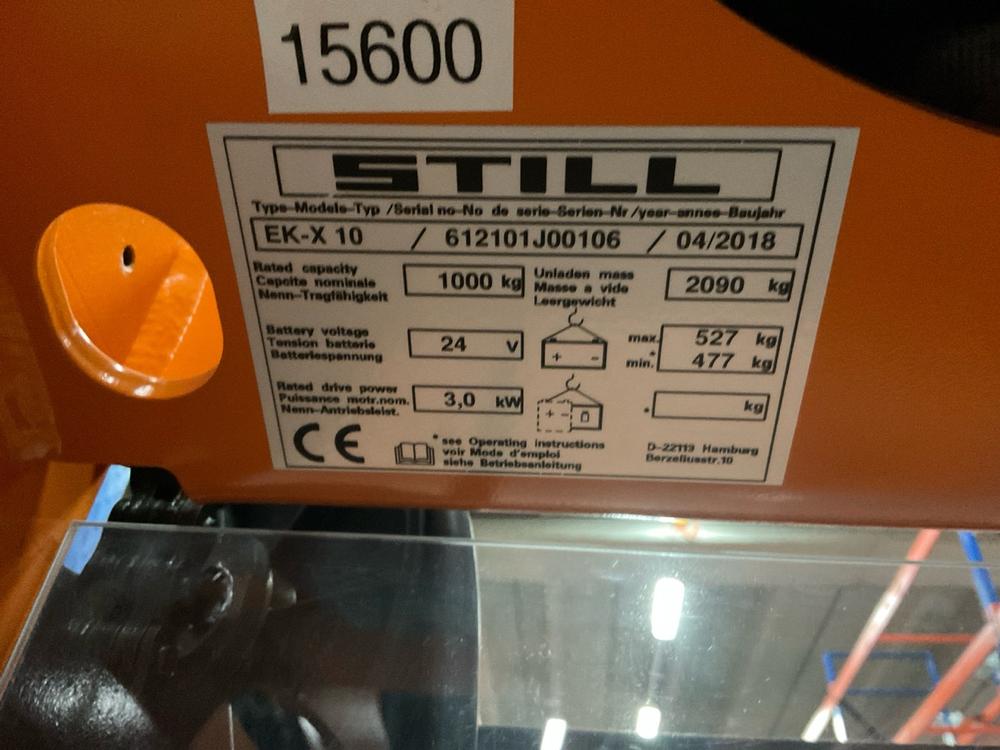 15600
STILL
Type-Modele-Typ /Serial no-No de serie-Serien-Nr /year-annee-Baujahr
EK-X 10 / 612101J00106 / 04/2018
Rated capacity
Capcite nominale
Nenn-Tragfähigkeit
1000 kg
Unladen mass
Masse a vide
Leergewicht
2090 kg
Battery voltage
Tension batterie
Batteriespannung
24 V
+ -
max. 527 kg
min.* 477 kg
Rated drive power
Puissance motr.nom.
Nenn-Antriebsleist.
3,0 kW
+ -
* kg
CE
* see Operating instructions
voir Mode d'emploi
siehe Betriebsanleitung
D-22113 Hamburg
Berzeliusstr.10